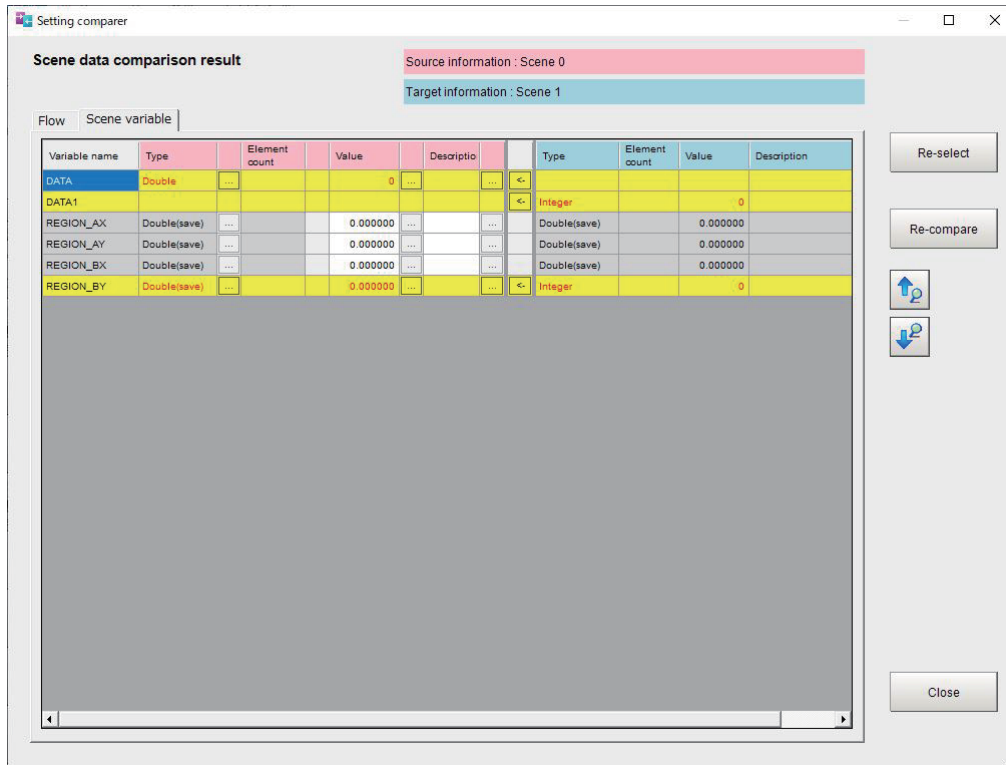 Setting comparer
Scene data comparison result
Source information : Scene 0
Target information : Scene 1
Flow Scene variable
Variable name Type Element count Value Descriptio Type Element count Value Description
DATA Double ... 0 ... ... <-
DATA1 <- Integer 0
REGION_AX Double(save) ... 0.000000 ... ... Double(save) 0.000000
REGION_AY Double(save) ... 0.000000 ... ... Double(save) 0.000000
REGION_BX Double(save) ... 0.000000 ... ... Double(save) 0.000000
REGION_BY Double(save) ... 0.000000 ... ... <- Integer 0
Re-select
Re-compare
Close